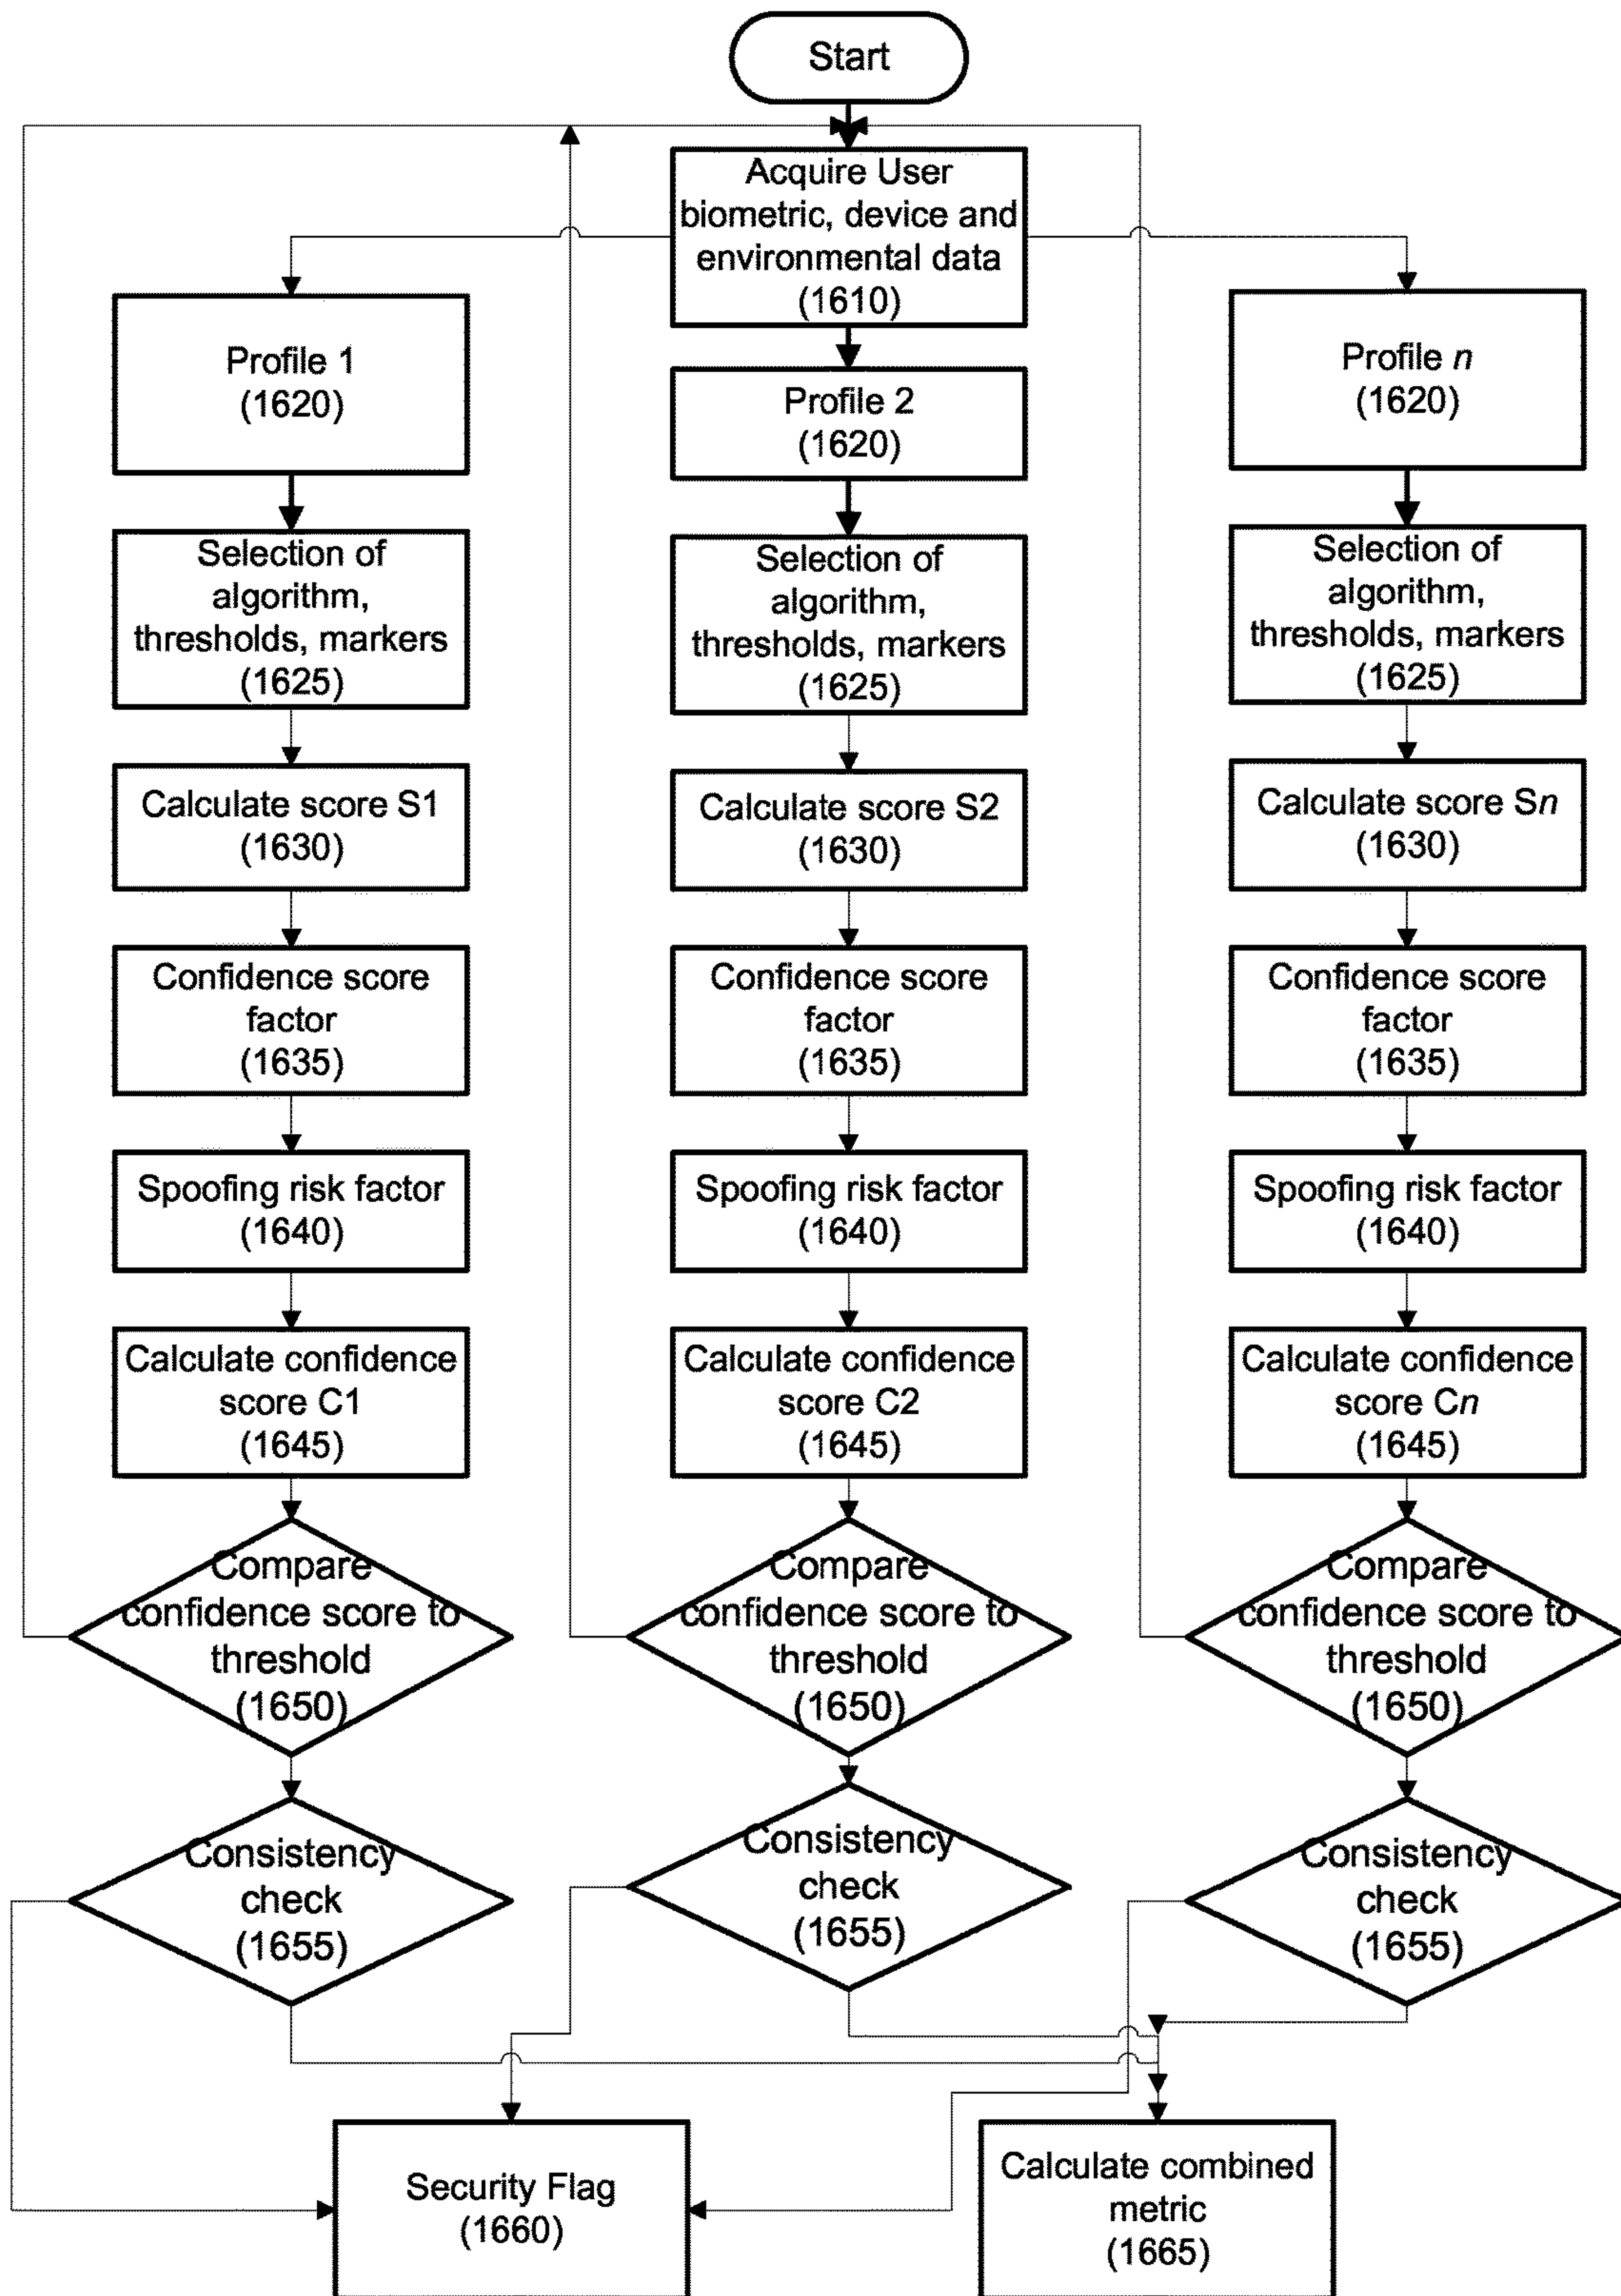 Start
Acquire User
biometric, device and
environmental data
(1610)
Profile 1
(1620)
Profile 2
(1620)
Profile n
(1620)
Selection of
algorithm,
thresholds, markers
(1625)
Selection of
algorithm,
thresholds, markers
(1625)
Selection of
algorithm,
thresholds, markers
(1625)
Calculate score S1
(1630)
Calculate score S2
(1630)
Calculate score Sn
(1630)
Confidence score
factor
(1635)
Confidence score
factor
(1635)
Confidence score
factor
(1635)
Spoofing risk factor
(1640)
Spoofing risk factor
(1640)
Spoofing risk factor
(1640)
Calculate confidence
score C1
(1645)
Calculate confidence
score C2
(1645)
Calculate confidence
score Cn
(1645)
Compare
confidence score to
threshold
(1650)
Compare
confidence score to
threshold
(1650)
Compare
confidence score to
threshold
(1650)
Consistency
check
(1655)
Consistency
check
(1655)
Consistency
check
(1655)
Security Flag
(1660)
Calculate combined
metric
(1665)